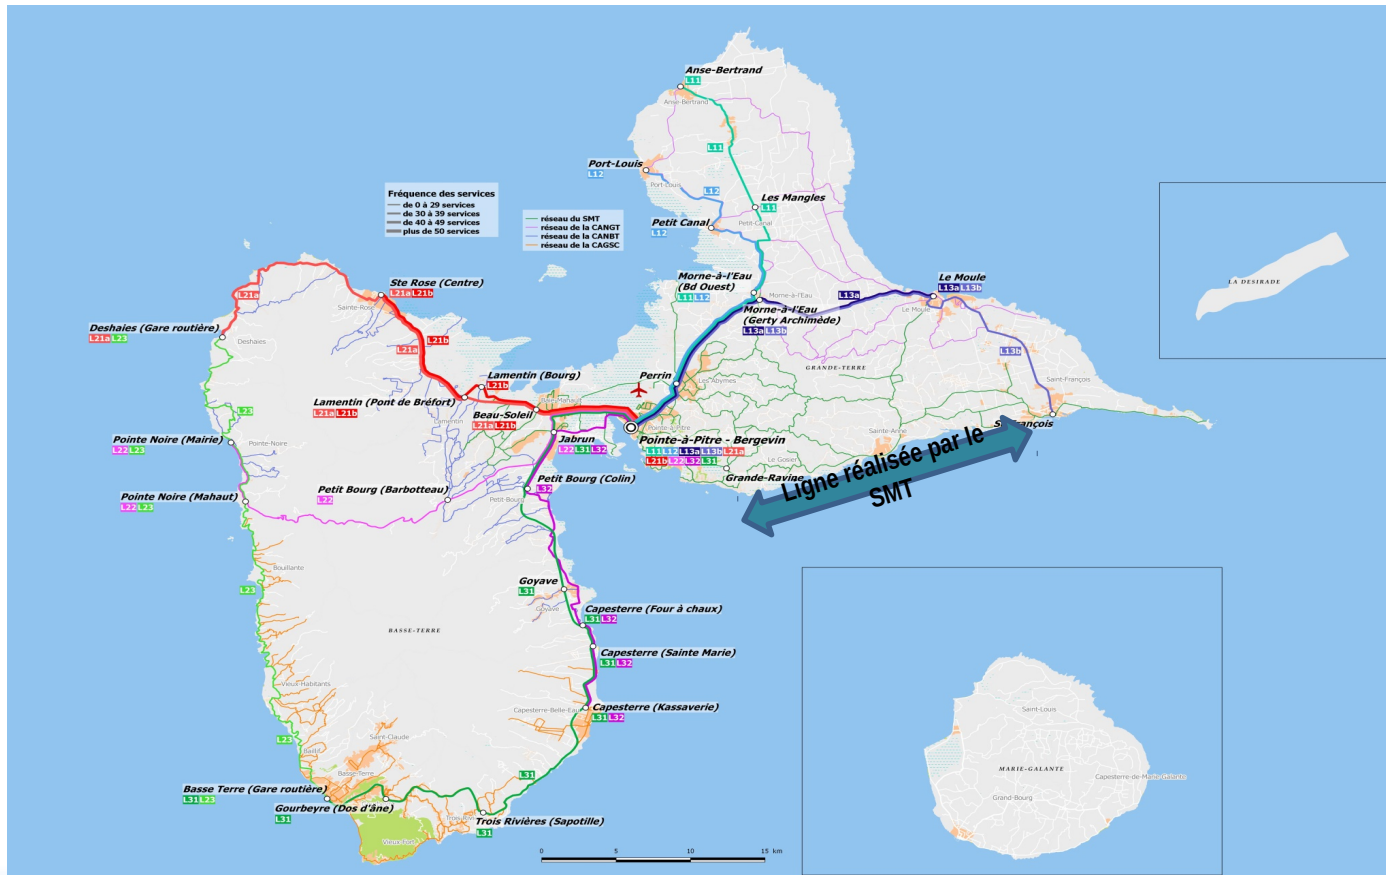 Anse-Bertrand
L11
Anse-Bertrand
L11
Port-Louis
L12
Port-Louis
L12
Les Mangles
L11
Petit Canal
L12
Petit-Canal
Fréquence des services
de 0 à 29 services
de 30 à 39 services
de 40 à 49 services
plus de 50 services
réseau du SMT
réseau de la CANGT
réseau de la CANBT
réseau de la CAGSC
Ste Rose (Centre)
L21a L21b
Sainte-Rose
L21a
Deshaies (Gare routière)
L21a L23
Deshaies
L21b
L21a
Morne-à-l'Eau
(Bd Ouest)
L11 L12
Morne-à-l'Eau
Morne-à-l'Eau
(Gerty Archimède)
L13a L13b
L13a
Le Moule
L13a L13b
Le Moule
L13b
LA DESIRADE
Lamentin (Bourg)
L21b
Lamentin (Pont de Bréfort)
L21a L21b
Lamentin
Beau-Soleil
L21a L21b
Baie-Mahault
Perrin
Les Abymes
GRANDE-TERRE
Saint-François
L23
Pointe Noire (Mairie)
L22 L23
Pointe-Noire
Jabrun
L22 L31 L32
Pointe-à-Pitre
Pointe-à-Pitre - Bergevin
L11 L12 L13a L13b L21a
L21b L22 L32 L31
Le Gosier
Grande-Ravine
Sainte-Anne
Ligne réalisée par le
SMT
Pointe Noire (Mahaut)
L22 L23
Petit Bourg (Barbotteau)
L22
Petit Bourg (Colin)
L32
Petit-Bourg
Bouillante
L23
Goyave
L31
Goyave
Capesterre (Four à chaux)
L31 L32
BASSE-TERRE
Capesterre (Sainte Marie)
L31 L32
Vieux-Habitants
Capesterre-Belle-Eau
Capesterre (Kassaverie)
L31 L32
L23
Baillif
Saint-Claude
Basse-Terre
L31
Basse Terre (Gare routière)
L31 L23
Gourbeyre (Dos d'âne)
L31
Trois Rivières (Sapotille)
L31
Vieux-Fort
0 5 10 15 km
Saint-Louis
MARIE-GALANTE
Capesterre-de-Marie-Galante
Grand-Bourg